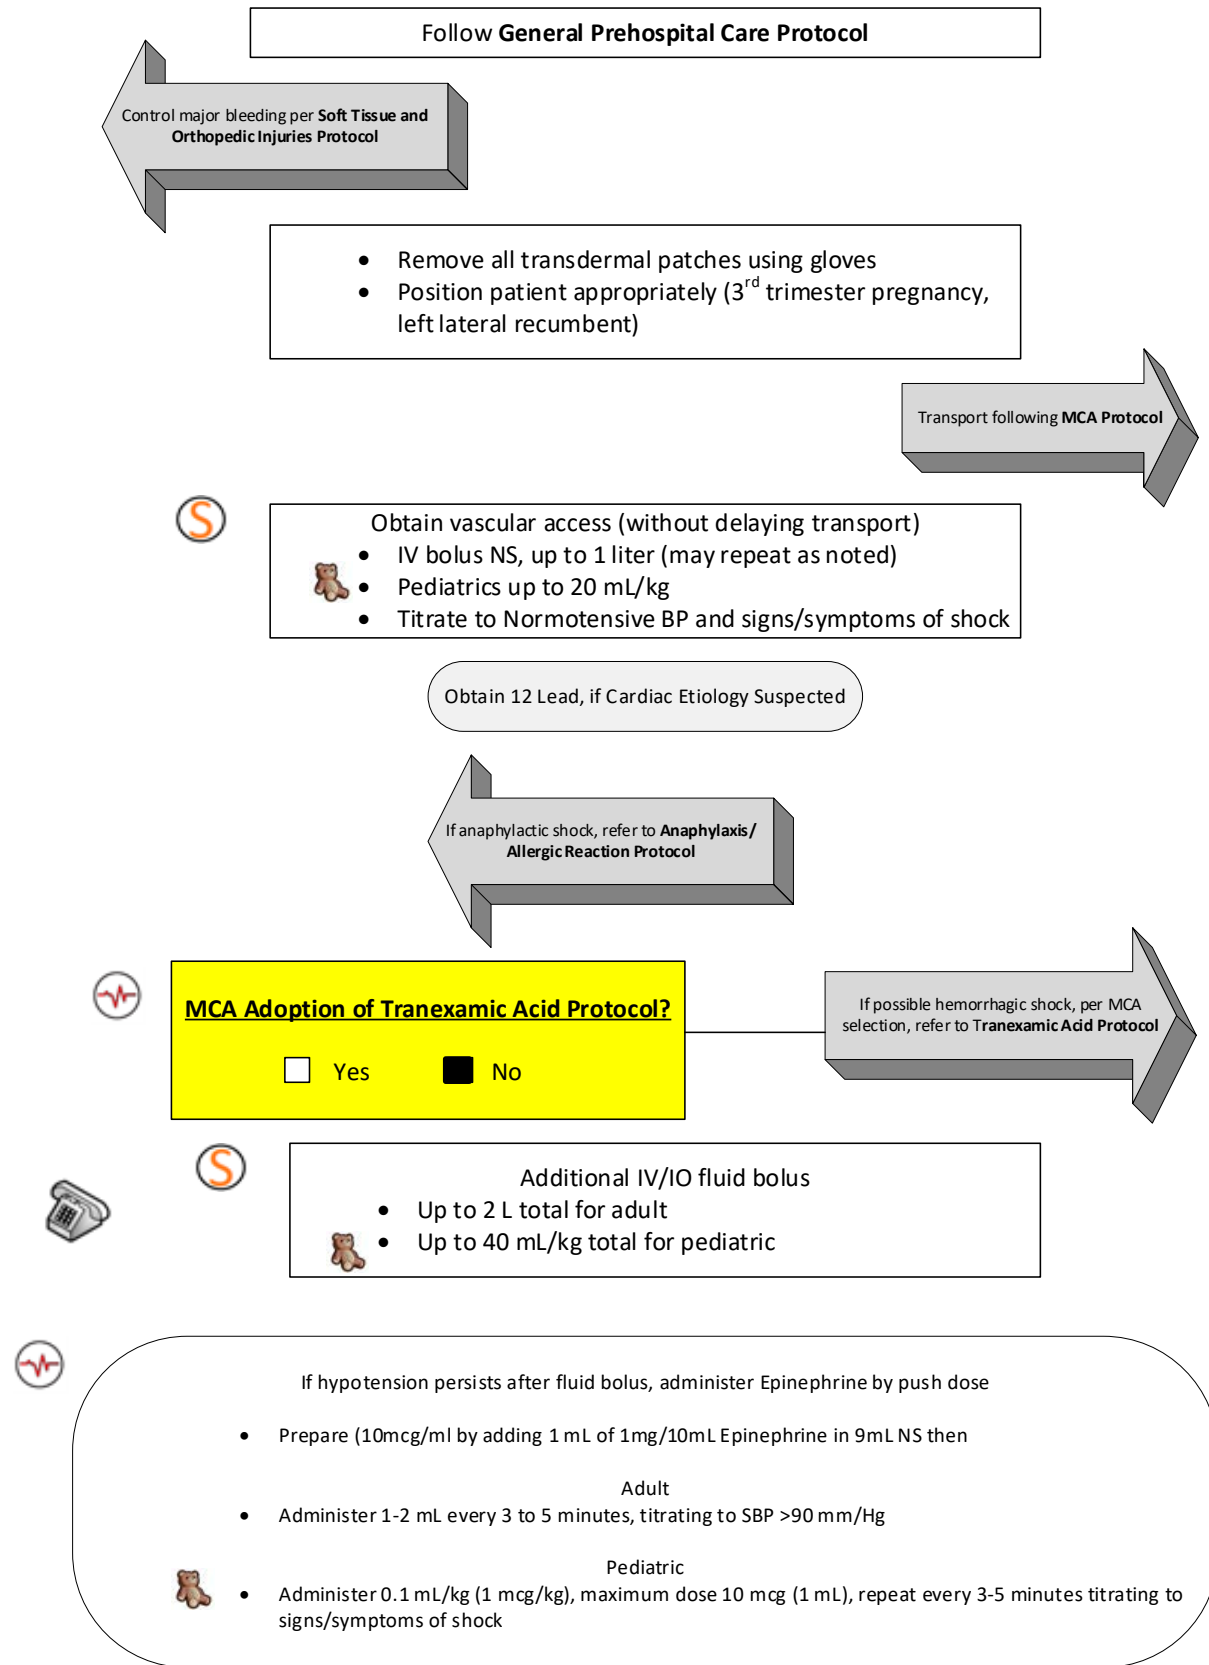 Follow General Prehospital Care Protocol
Control major bleeding per Soft Tissue and
Orthopedic Injuries Protocol
• Remove all transdermal patches using gloves
• Position patient appropriately (3rd trimester pregnancy,
left lateral recumbent)
Transport following MCA Protocol
S
Obtain vascular access (without delaying transport)
• IV bolus NS, up to 1 liter (may repeat as noted)
• Pediatrics up to 20 mL/kg
• Titrate to Normotensive BP and signs/symptoms of shock
Obtain 12 Lead, if Cardiac Etiology Suspected
If anaphylactic shock, refer to Anaphylaxis/
Allergic Reaction Protocol
MCA Adoption of Tranexamic Acid Protocol?
Yes No
If possible hemorrhagic shock, per MCA
selection, refer to Tranexamic Acid Protocol
S
Additional IV/IO fluid bolus
• Up to 2 L total for adult
• Up to 40 mL/kg total for pediatric
If hypotension persists after fluid bolus, administer Epinephrine by push dose
• Prepare (10mcg/ml by adding 1 mL of 1mg/10mL Epinephrine in 9mL NS then
Adult
• Administer 1-2 mL every 3 to 5 minutes, titrating to SBP >90 mm/Hg
Pediatric
• Administer 0.1 mL/kg (1 mcg/kg), maximum dose 10 mcg (1 mL), repeat every 3-5 minutes titrating to
signs/symptoms of shock